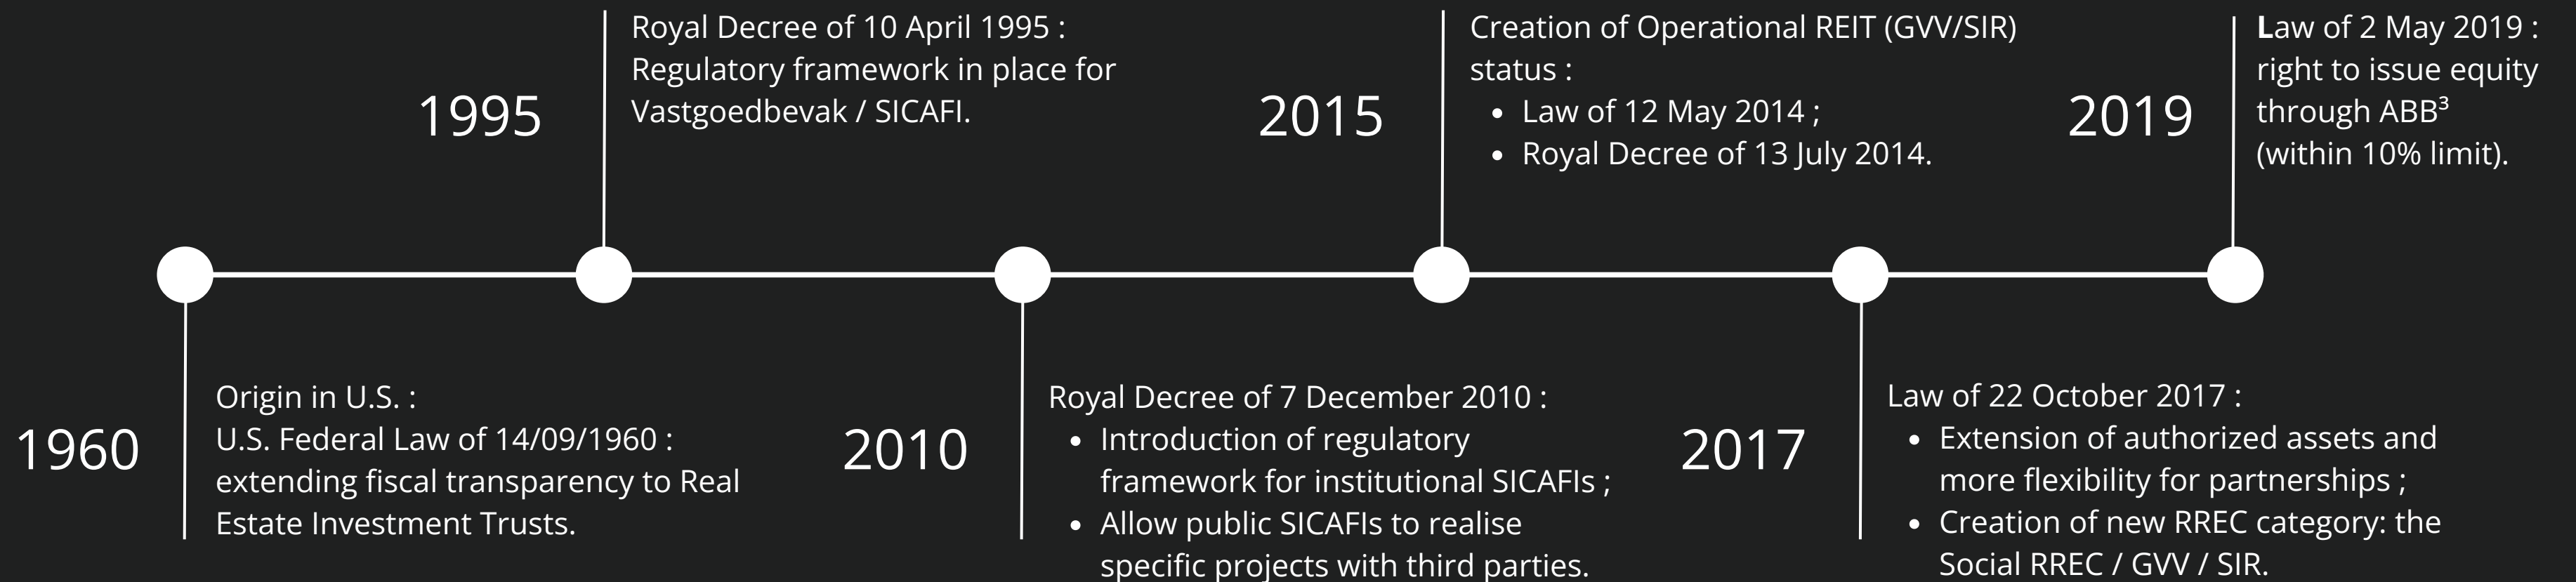 1960
Origin in U.S. :
U.S. Federal Law of 14/09/1960 :
extending fiscal transparency to Real
Estate Investment Trusts.
1995
Royal Decree of 10 April 1995 :
Regulatory framework in place for
Vastgoedbevak / SICAFI.
2010
Royal Decree of 7 December 2010 :
• Introduction of regulatory
framework for institutional SICAFIs ;
• Allow public SICAFIs to realise
specific projects with third parties.
2015
Creation of Operational REIT (GVV/SIR)
status :
• Law of 12 May 2014 ;
• Royal Decree of 13 July 2014.
2017
Law of 22 October 2017 :
• Extension of authorized assets and
more flexibility for partnerships ;
• Creation of new RREC category: the
Social RREC / GVV / SIR.
2019
Law of 2 May 2019 :
right to issue equity
through ABB³
(within 10% limit).